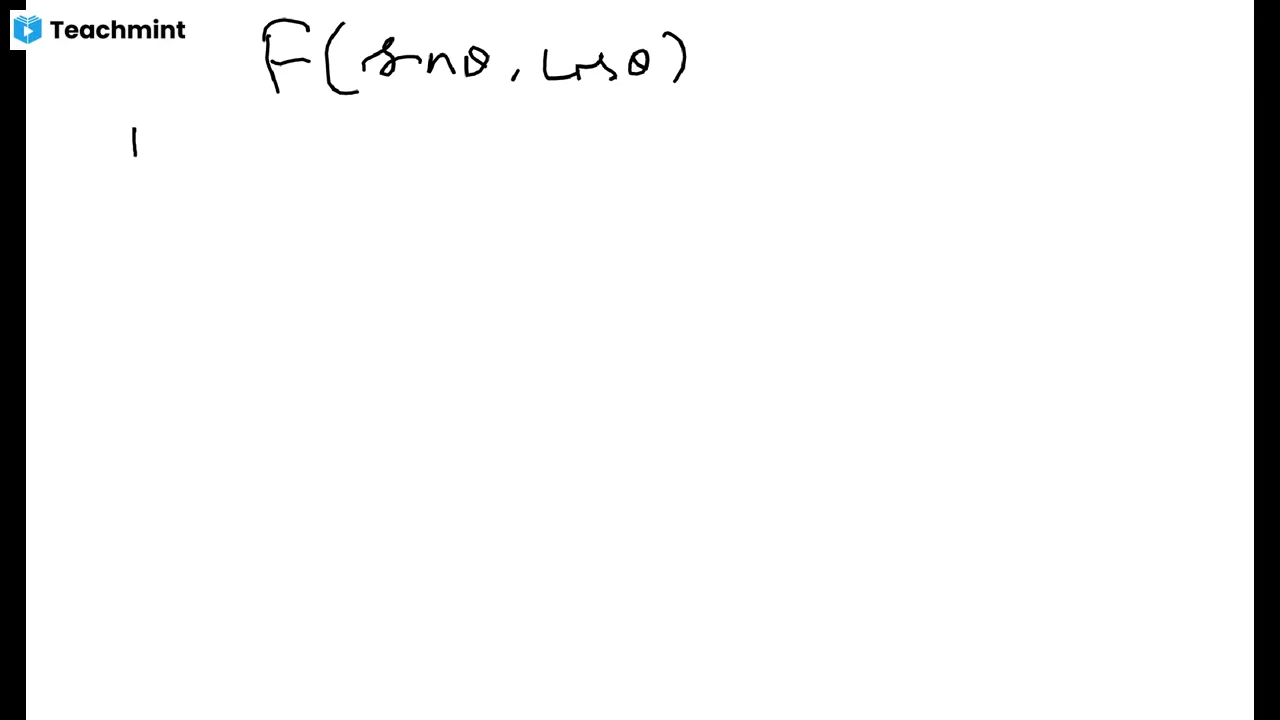 Teachmint
F(sinθ, cosθ)